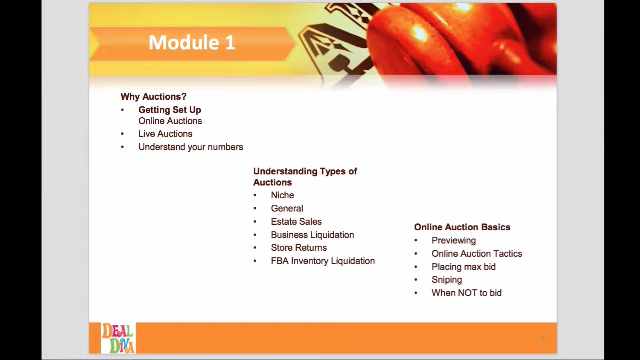 Module 1
Why Auctions?
• Getting Set Up
Online Auctions
• Live Auctions
• Understand your numbers
Understanding Types of
Auctions
• Niche
• General
• Estate Sales
• Business Liquidation
• Store Returns
• FBA Inventory Liquidation
Online Auction Basics
• Previewing
• Online Auction Tactics
• Placing max bid
• Sniping
• When NOT to bid
DEAL
DIVA
1